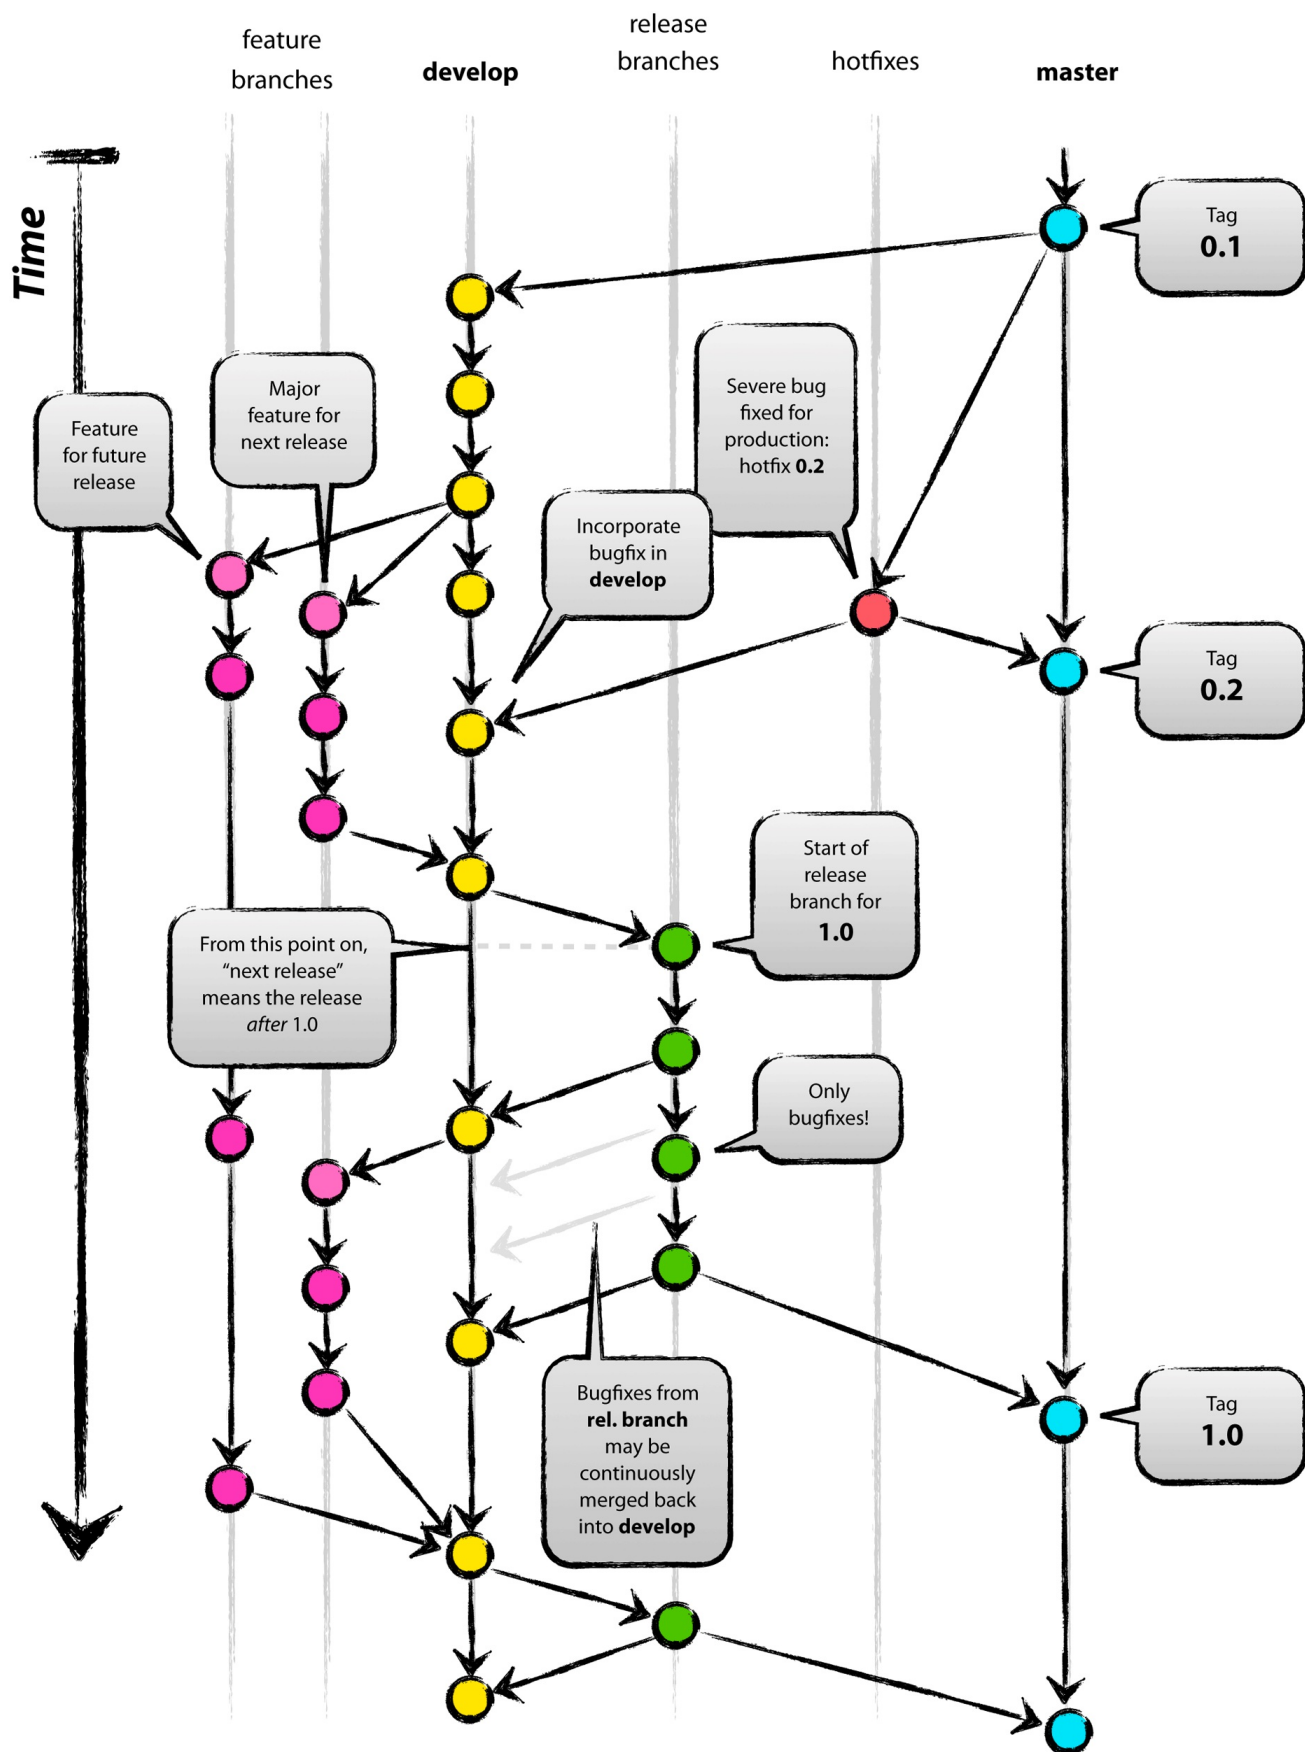 feature
branches
develop
release
branches
hotfixes
master
Time
Tag
0.1
Major
feature for
next release
Feature
for future
release
Severe bug
fixed for
production:
hotfix 0.2
Incorporate
bugfix in
develop
Tag
0.2
Start of
release
branch for
1.0
From this point on,
“next release”
means the release
after 1.0
Only
bugfixes!
Bugfixes from
rel. branch
may be
continuously
merged back
into develop
Tag
1.0